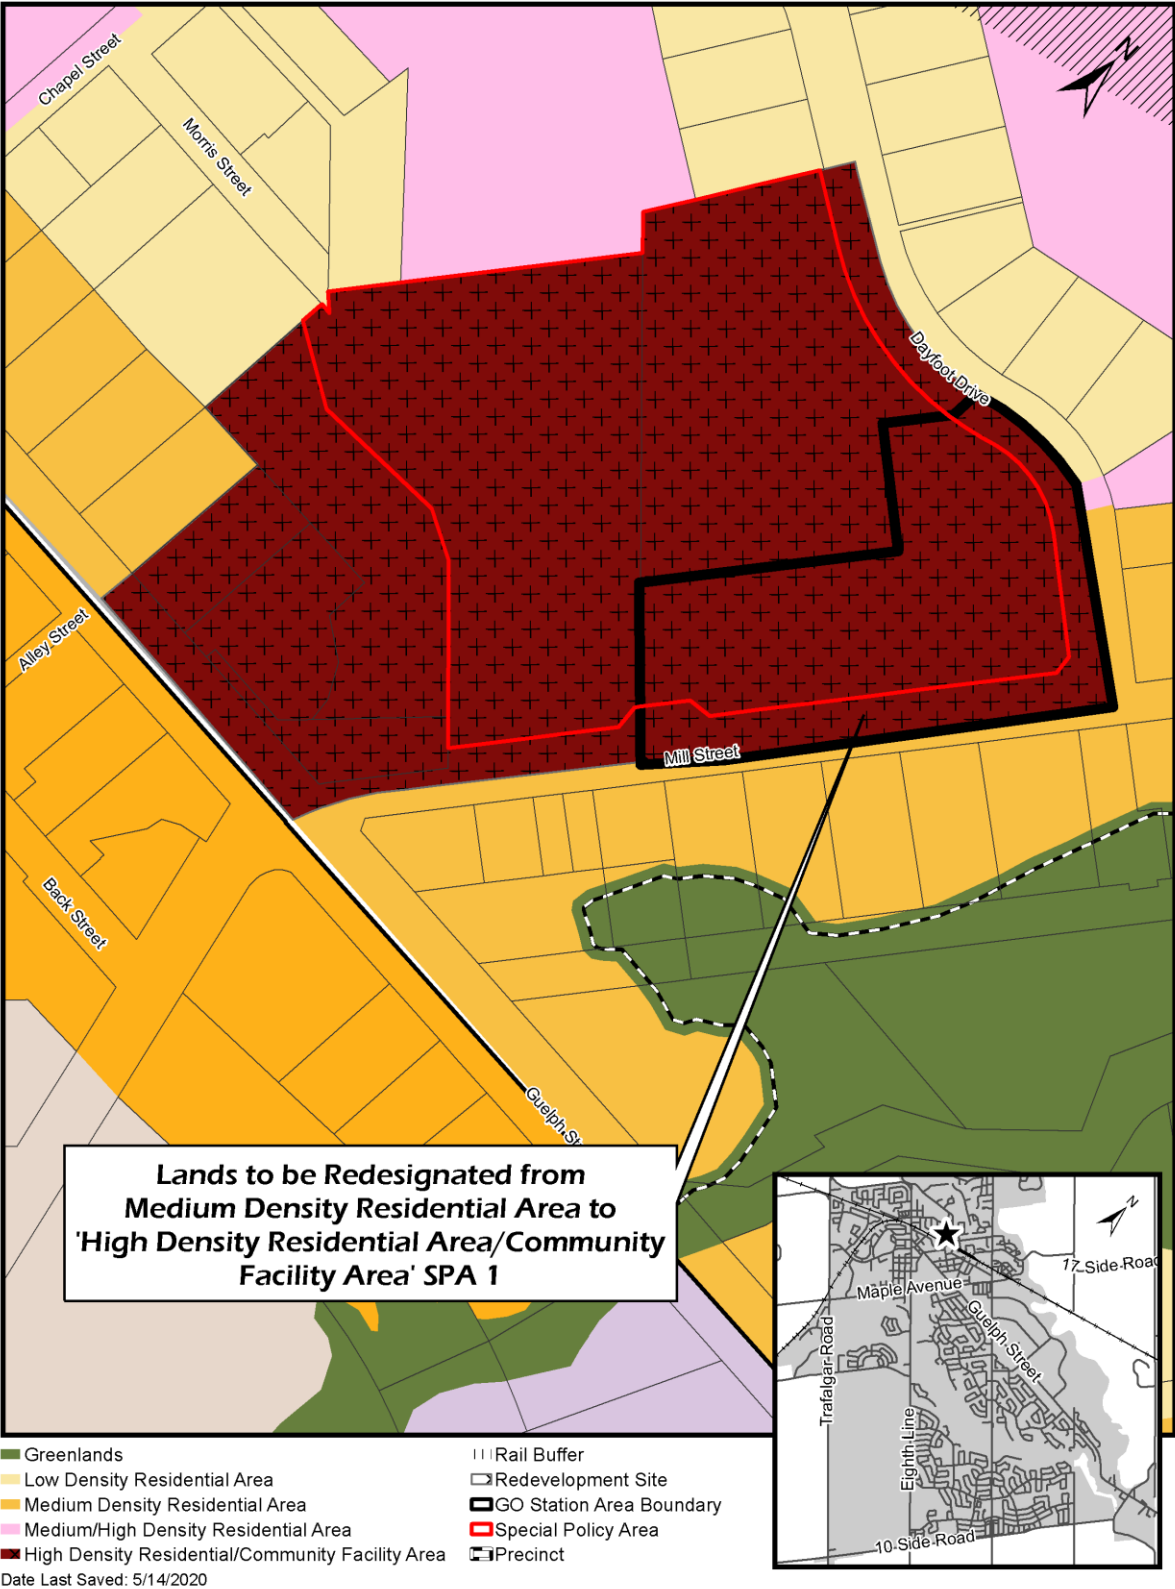 Chapel Street
Morris Street
N
Dayfoot Drive
Alley Street
Mill Street
Back Street
Guelph St
Lands to be Redesignated from
Medium Density Residential Area to
'High Density Residential Area/Community
Facility Area' SPA 1
N
17 Side Road
Maple Avenue
Guelph Street
Trafalgar Road
Eighth Line
10 Side Road
Greenlands
Low Density Residential Area
Medium Density Residential Area
Medium/High Density Residential Area
High Density Residential/Community Facility Area
Rail Buffer
Redevelopment Site
GO Station Area Boundary
Special Policy Area
Precinct
Date Last Saved: 5/14/2020